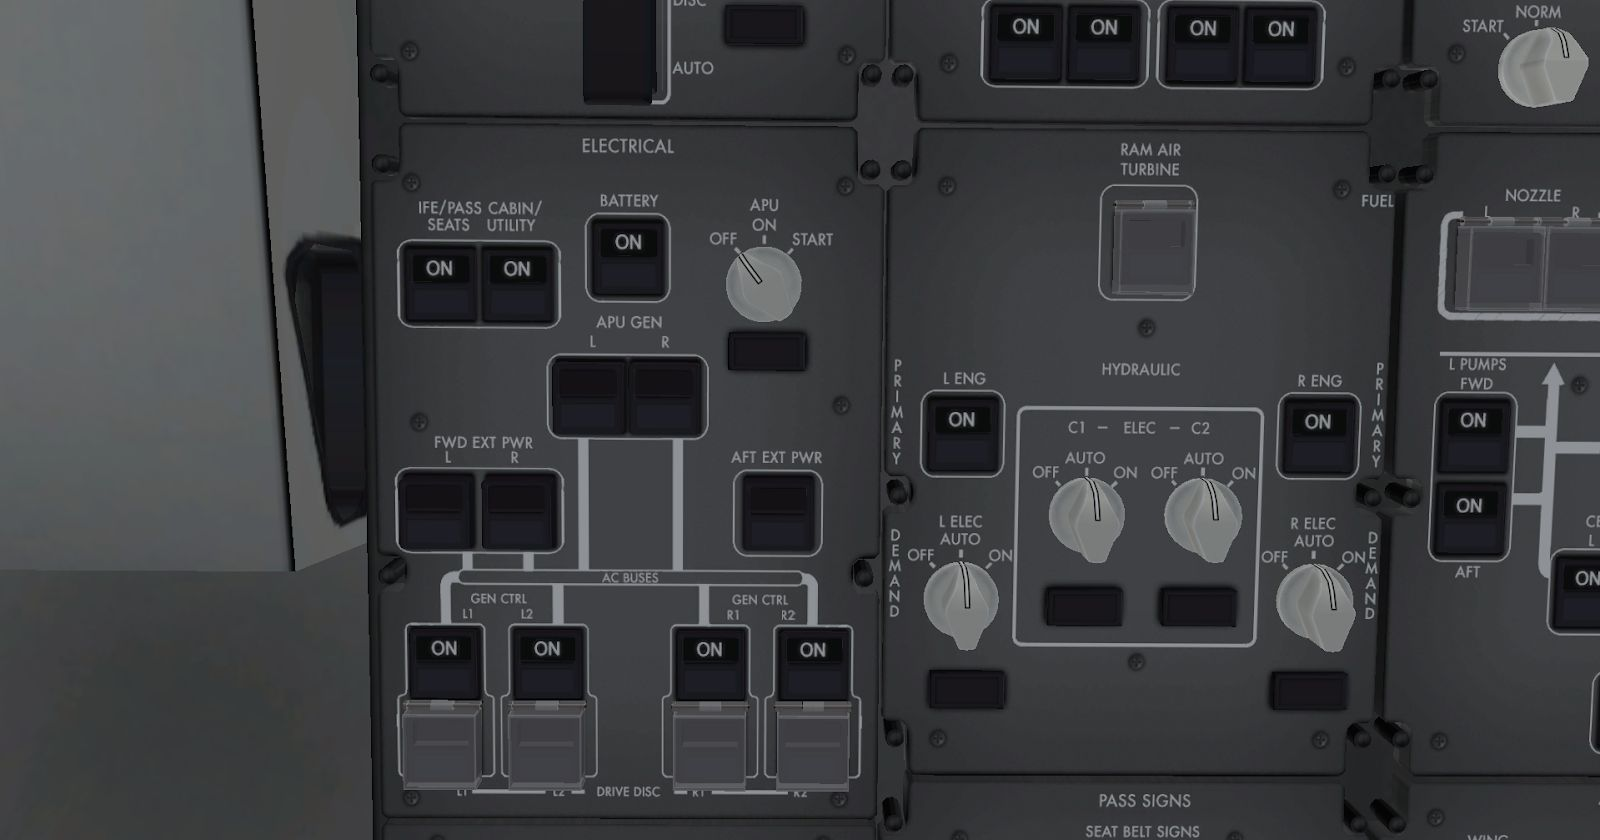 DISC
AUTO
ON ON ON ON
NORM
START
ELECTRICAL
IFE/PASS CABIN/
SEATS UTILITY
ON ON
BATTERY
ON
APU
ON
OFF START
APU GEN
L R
FWD EXT PWR
L R
AFT EXT PWR
AC BUSES
GEN CTRL
L1 L2
GEN CTRL
R1 R2
ON ON ON ON
L1 L2 DRIVE DISC R1 R2
RAM AIR
TURBINE
HYDRAULIC
PRIMARY
L ENG
ON
R ENG
ON
PRIMARY
C1 - ELEC - C2
AUTO
OFF ON
AUTO
OFF ON
DEMAND
L ELEC
AUTO
OFF ON
R ELEC
AUTO
OFF ON
DEMAND
PASS SIGNS
SEAT BELT SIGNS
FUEL
NOZZLE
L R
L PUMPS
FWD
ON
ON
AFT
L
ON